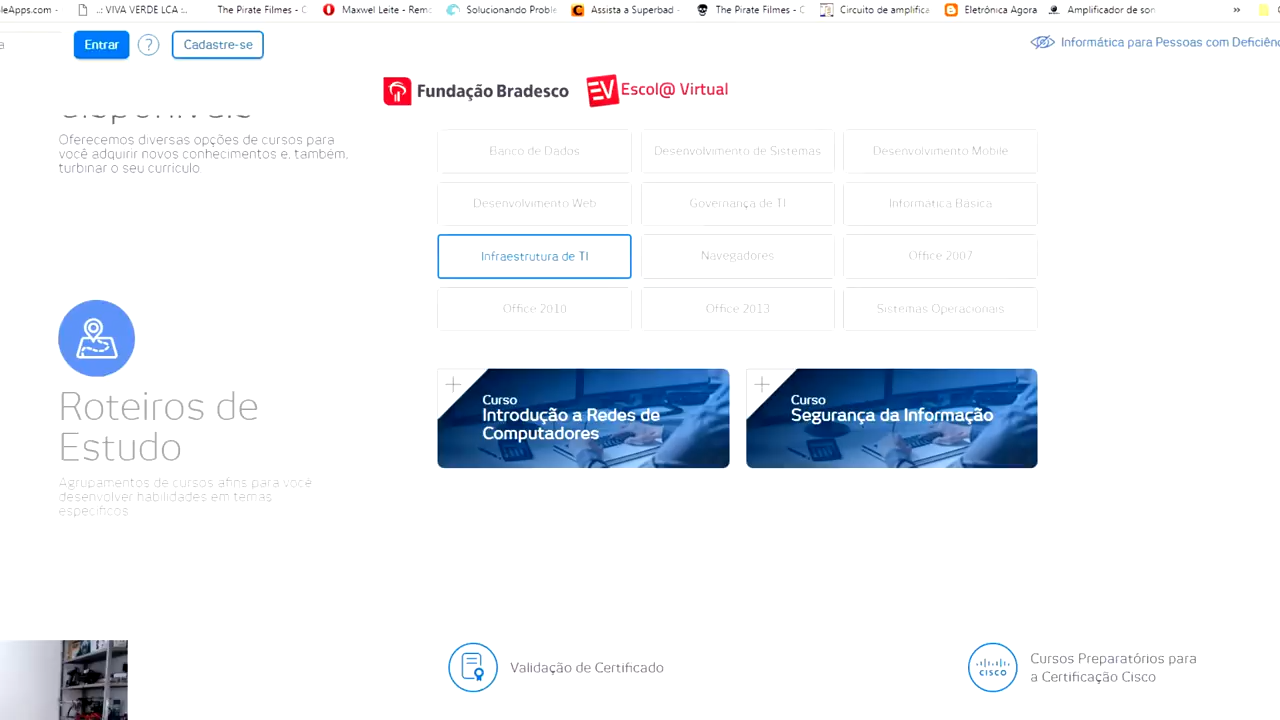 leApps.com
..: VIVA VERDE LCA :..
The Pirate Filmes - C
Maxwel Leite - Remo
Solucionando Proble
Assista a Superbad -
The Pirate Filmes - C
Circuito de amplifica
Eletrônica Agora
Amplificador de som
»
Entrar
?
Cadastre-se
Informática para Pessoas com Deficiênc
Fundação Bradesco
EV Escol@ Virtual
disponíveis
Oferecemos diversas opções de cursos para
você adquirir novos conhecimentos e, também,
turbinar o seu currículo.
Banco de Dados
Desenvolvimento de Sistemas
Desenvolvimento Mobile
Desenvolvimento Web
Governança de TI
Informática Básica
Infraestrutura de TI
Navegadores
Office 2007
Office 2010
Office 2013
Sistemas Operacionais
Curso
Introdução a Redes de
Computadores
Curso
Segurança da Informação
Roteiros de
Estudo
Agrupamentos de cursos afins para você
desenvolver habilidades em temas
específicos.
Validação de Certificado
CISCO
Cursos Preparatórios para
a Certificação Cisco